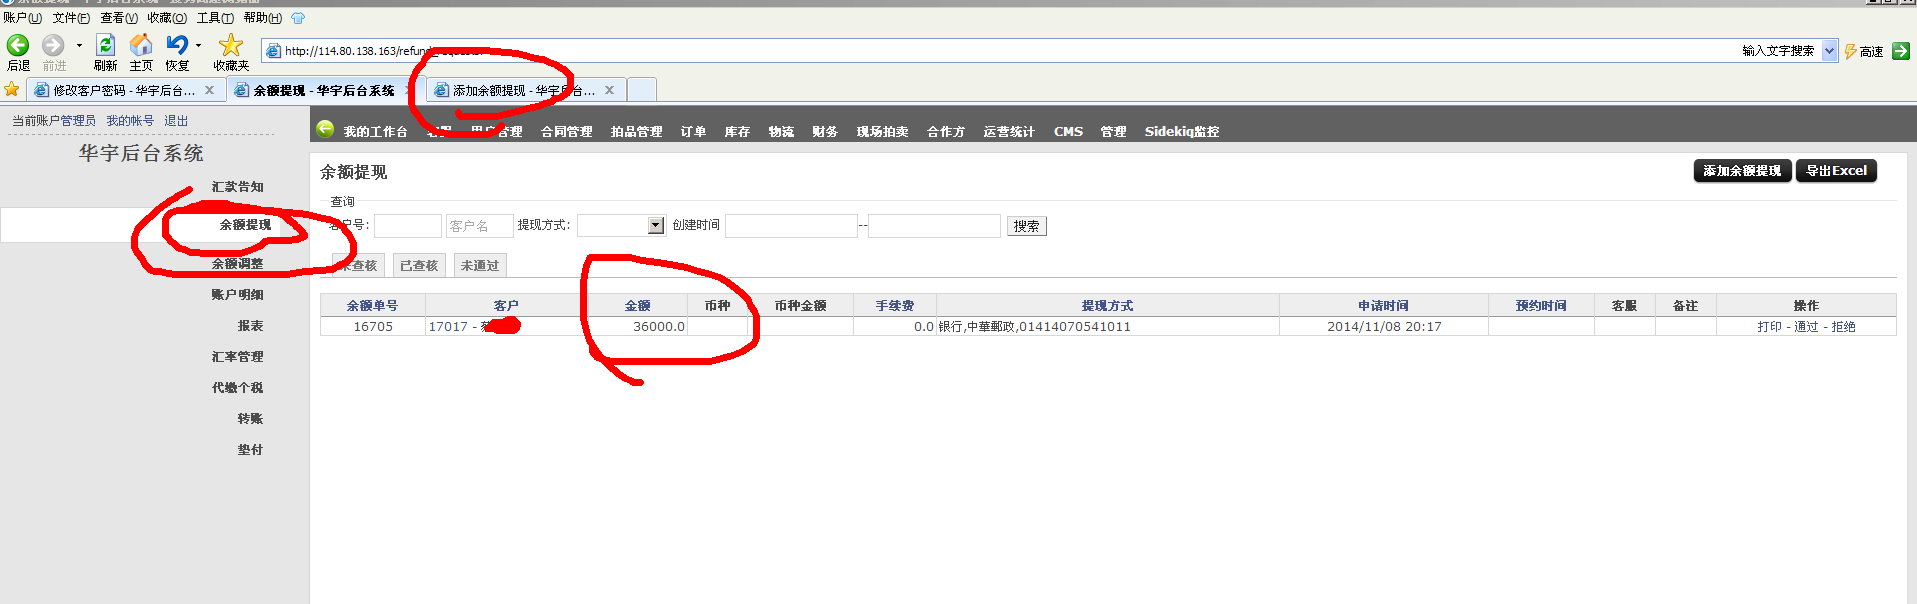 账户(U) 文件(F) 查看(V) 收藏(O) 工具(T) 帮助(H)
后退 前进 刷新 主页 恢复 收藏夹 http://114.80.138.163/refund 输入文字搜索 高速
修改客户密码 - 华宇后台... 余额提现 - 华宇后台系统 添加余额提现 - 华宇后台...
当前账户管理员 我的帐号 退出
我的工作台 管理 合同管理 拍品管理 订单 库存 物流 财务 现场拍卖 合作方 运营统计 CMS 管理 Sidekiq监控
华宇后台系统
汇款告知
余额提现
余额调整
账户明细
报表
汇率管理
代缴个税
转账
垫付
余额提现 添加余额提现 导出Excel
查询
客户号: 客户名 提现方式: 创建时间 -- 搜索
未查核 已查核 未通过
余额单号 客户 金额 币种 币种金额 手续费 提现方式 申请时间 预约时间 客服 备注 操作
16705 17017 - 36000.0 0.0 银行,中華郵政,01414070541011 2014/11/08 20:17 打印 - 通过 - 拒绝